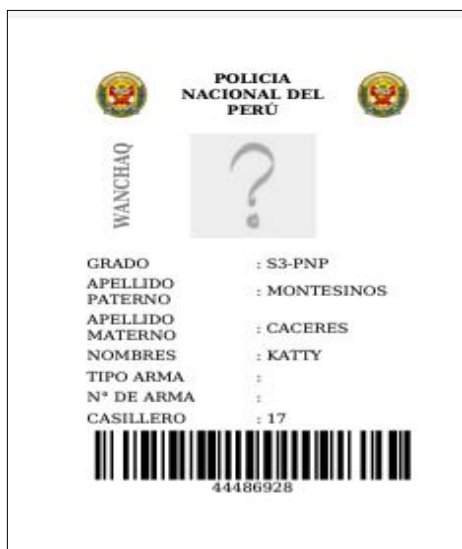 POLICIA
NACIONAL DEL
PERÚ
WANCHAQ
?
GRADO : S3-PNP
APELLIDO
PATERNO : MONTESINOS
APELLIDO
MATERNO : CACERES
NOMBRES : KATTY
TIPO ARMA :
N° DE ARMA :
CASILLERO : 17
44486928